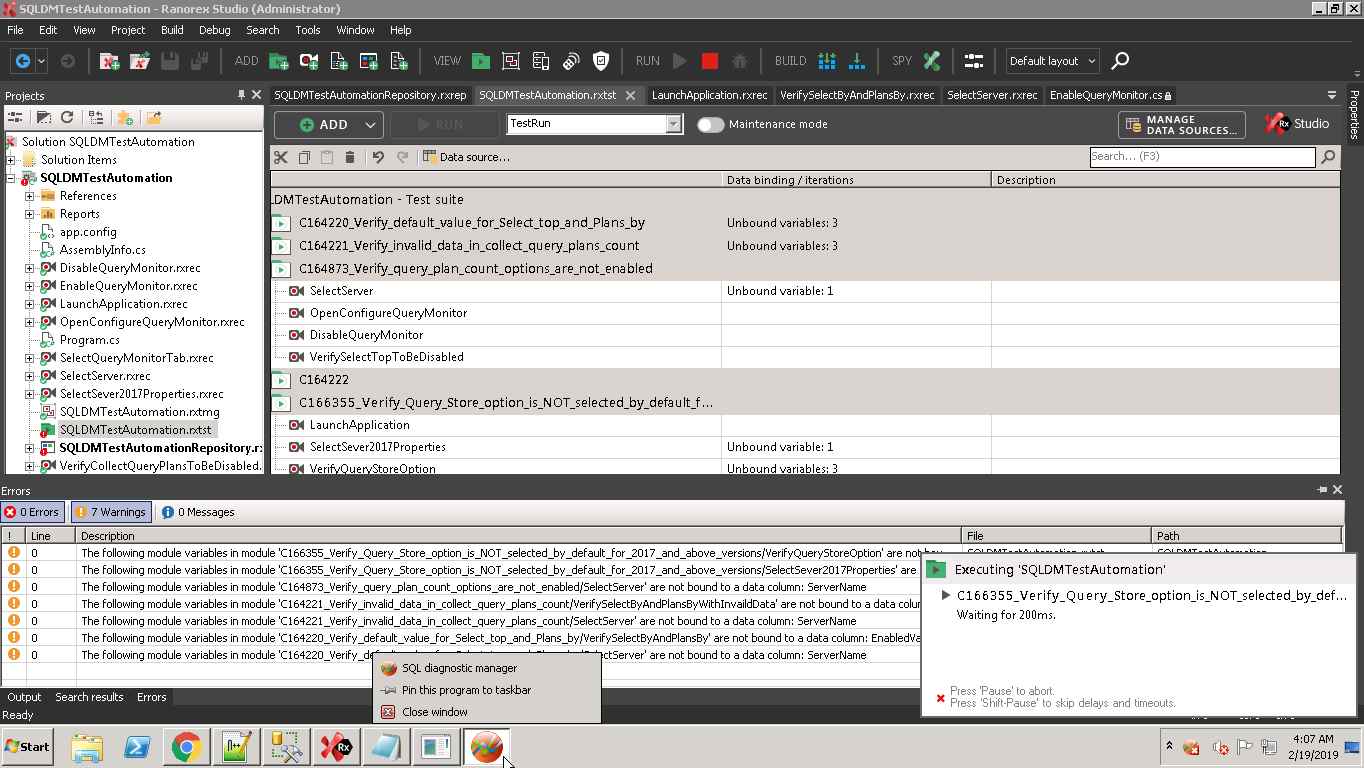 SQLDMTestAutomation - Ranorex Studio (Administrator)
File Edit View Project Build Debug Search Tools Window Help
ADD VIEW RUN BUILD SPY Default layout
Projects
SQLDMTestAutomationRepository.rxrep SQLDMTestAutomation.rxtst LaunchApplication.rxrec VerifySelectByAndPlansBy.rxrec SelectServer.rxrec EnableQueryMonitor.cs
Properties
ADD RUN TestRun Maintenance mode MANAGE DATA SOURCES... Rx Studio
Data source... Search... (F3)
Solution SQLDMTestAutomation
Solution Items
SQLDMTestAutomation
References
Reports
app.config
AssemblyInfo.cs
DisableQueryMonitor.rxrec
EnableQueryMonitor.rxrec
LaunchApplication.rxrec
OpenConfigureQueryMonitor.rxrec
Program.cs
SelectQueryMonitorTab.rxrec
SelectServer.rxrec
SelectSever2017Properties.rxrec
SQLDMTestAutomation.rxtmg
SQLDMTestAutomation.rxtst
SQLDMTestAutomationRepository.r
VerifyCollectQueryPlansToBeDisabled.
Data binding / iterations Description
DMTestAutomation - Test suite
C164220_Verify_default_value_for_Select_top_and_Plans_by Unbound variables: 3
C164221_Verify_invalid_data_in_collect_query_plans_count Unbound variables: 3
C164873_Verify_query_plan_count_options_are_not_enabled
SelectServer Unbound variable: 1
OpenConfigureQueryMonitor
DisableQueryMonitor
VerifySelectTopToBeDisabled
C164222
C166355_Verify_Query_Store_option_is_NOT_selected_by_default_f...
LaunchApplication
SelectSever2017Properties Unbound variable: 1
VerifyQueryStoreOption Unbound variables: 3
Errors
0 Errors 7 Warnings 0 Messages
! Line Description File Path
0 The following module variables in module 'C166355_Verify_Query_Store_option_is_NOT_selected_by_default_for_2017_and_above_versions/VerifyQueryStoreOption' are not bou SQLDMTestAutomation.rxtst SQLDMTestAutomation
0 The following module variables in module 'C166355_Verify_Query_Store_option_is_NOT_selected_by_default_for_2017_and_above_versions/SelectSever2017Properties' are
0 The following module variables in module 'C164873_Verify_query_plan_count_options_are_not_enabled/SelectServer' are not bound to a data column: ServerName
0 The following module variables in module 'C164221_Verify_invalid_data_in_collect_query_plans_count/VerifySelectByAndPlansByWithInvaildData' are not bound to a data colum
0 The following module variables in module 'C164221_Verify_invalid_data_in_collect_query_plans_count/SelectServer' are not bound to a data column: ServerName
0 The following module variables in module 'C164220_Verify_default_value_for_Select_top_and_Plans_by/VerifySelectByAndPlansBy' are not bound to a data column: EnabledVa
0 The following module variables in module 'C164220_Verify_ SelectServer' are not bound to a data column: ServerName
Executing 'SQLDMTestAutomation'
C166355_Verify_Query_Store_option_is_NOT_selected_by_def...
Waiting for 200ms.
Press 'Pause' to abort.
Press 'Shift-Pause' to skip delays and timeouts.
SQL diagnostic manager
Pin this program to taskbar
Close window
Output Search results Errors
Ready
Start
Rx
4:07 AM
2/19/2019